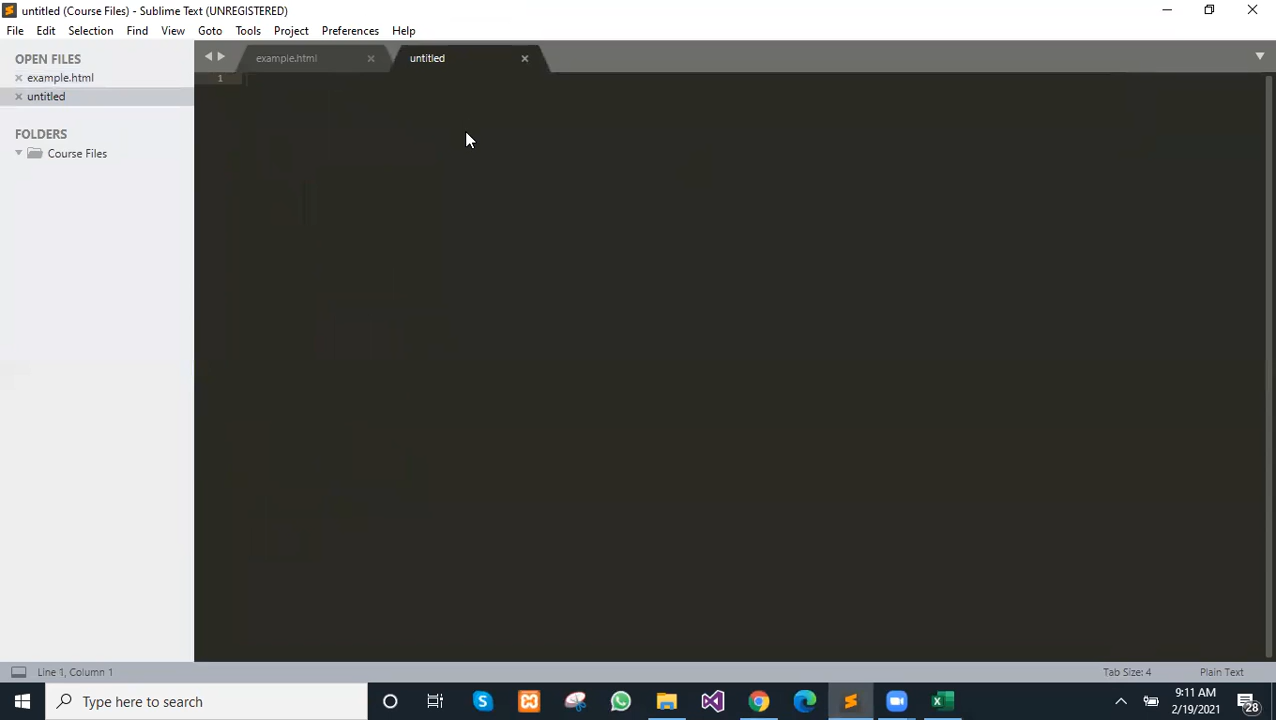 untitled (Course Files) - Sublime Text (UNREGISTERED)
File Edit Selection Find View Goto Tools Project Preferences Help
OPEN FILES
example.html
untitled
FOLDERS
Course Files
example.html
untitled
1
Line 1, Column 1
Tab Size: 4
Plain Text
Type here to search
9:11 AM
2/19/2021
28